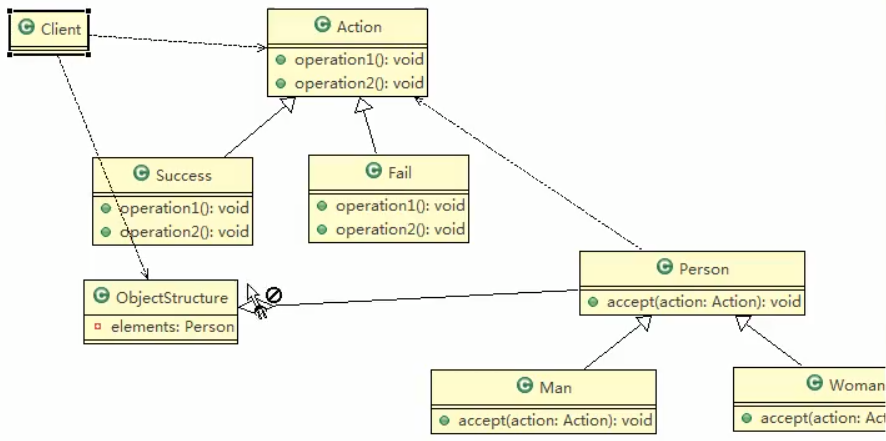 Client
Action
operation1(): void
operation2(): void
Success
operation1(): void
operation2(): void
Fail
operation1(): void
operation2(): void
ObjectStructure
elements: Person
Person
accept(action: Action): void
Man
accept(action: Action): void
Woman
accept(action: Act